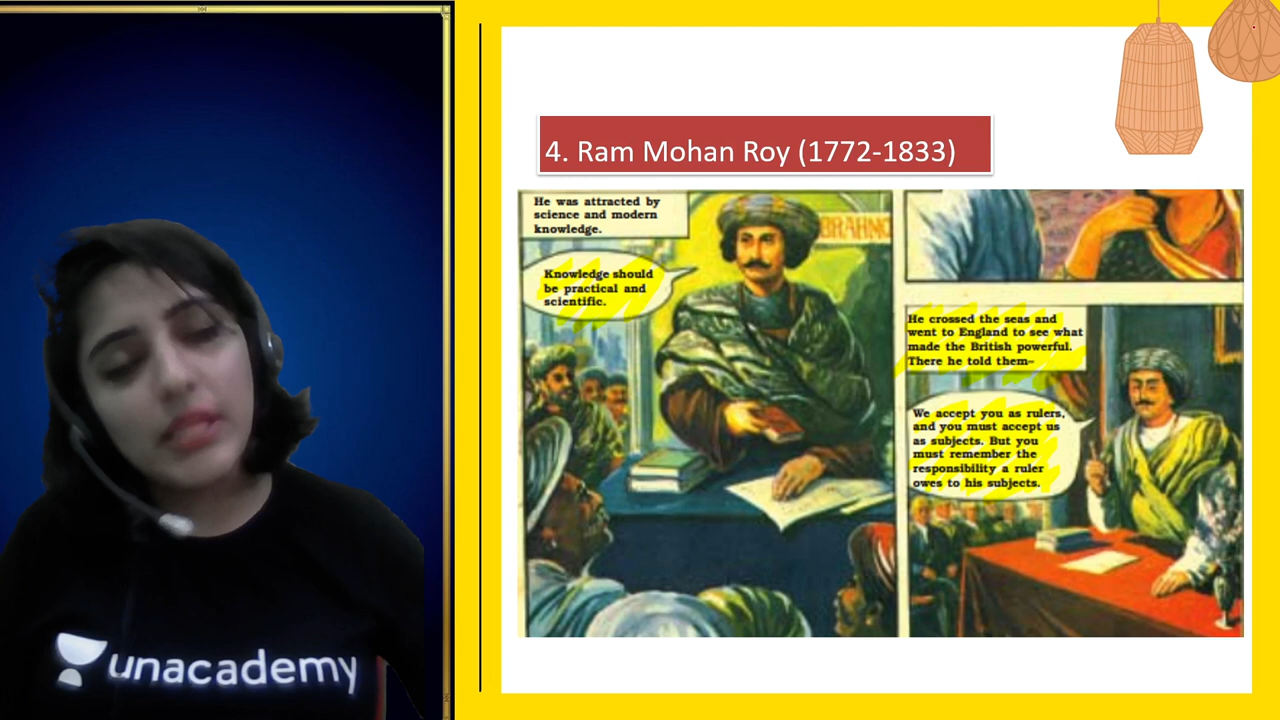 4. Ram Mohan Roy (1772-1833)
He was attracted by
science and modern
knowledge.
BRAHMO
Knowledge should
be practical and
scientific.
He crossed the seas and
went to England to see what
made the British powerful.
There he told them–
We accept you as rulers,
and you must accept us
as subjects. But you
must remember the
responsibility a ruler
owes to his subjects.
unacademy